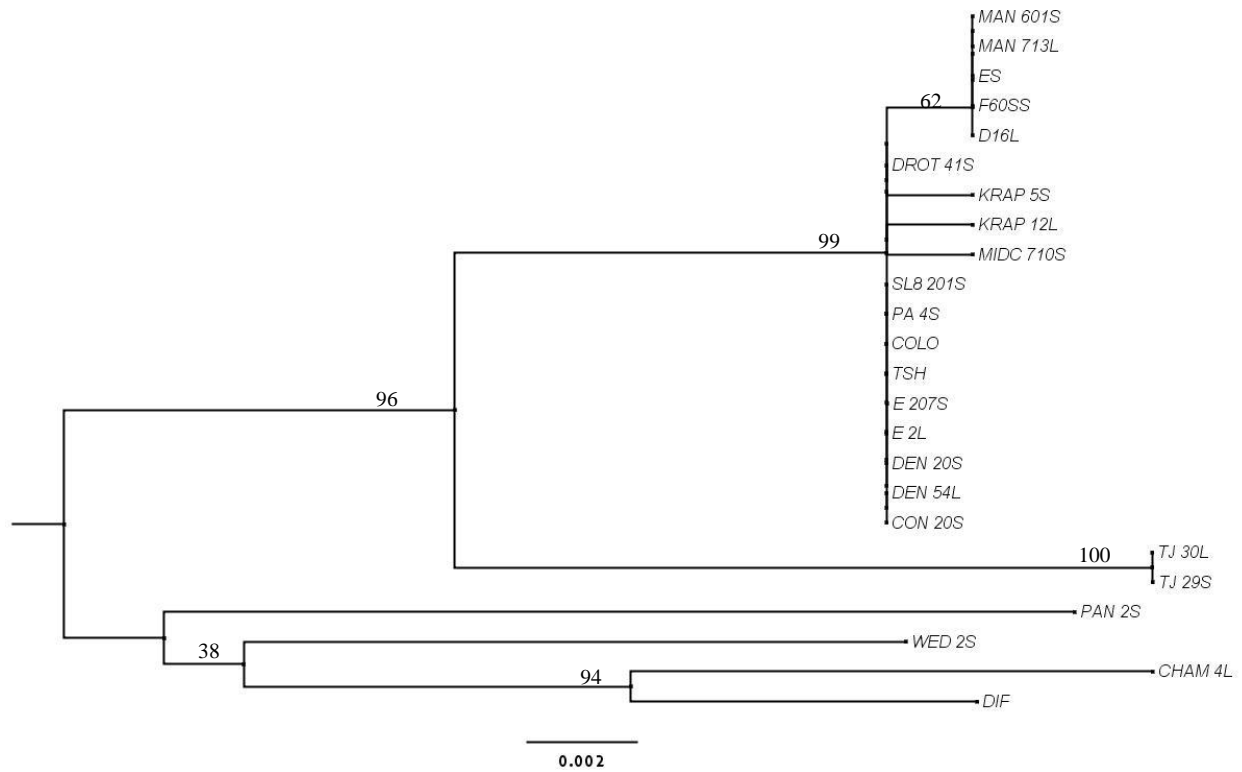 MAN 601S
MAN 713L
ES
62
F60SS
D16L
DROT 41S
KRAP 5S
KRAP 12L
99
MIDC 710S
SL8 201S
PA 4S
COLO
TSH
96
E 207S
E 2L
DEN 20S
DEN 54L
CON 20S
100
TJ 30L
TJ 29S
PAN 2S
38
WED 2S
94
CHAM 4L
DIF
0.002